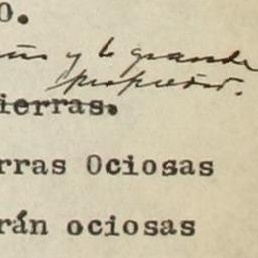 o.
y la grande
propiedad.
ierras.
rras Ociosas
rán ociosas